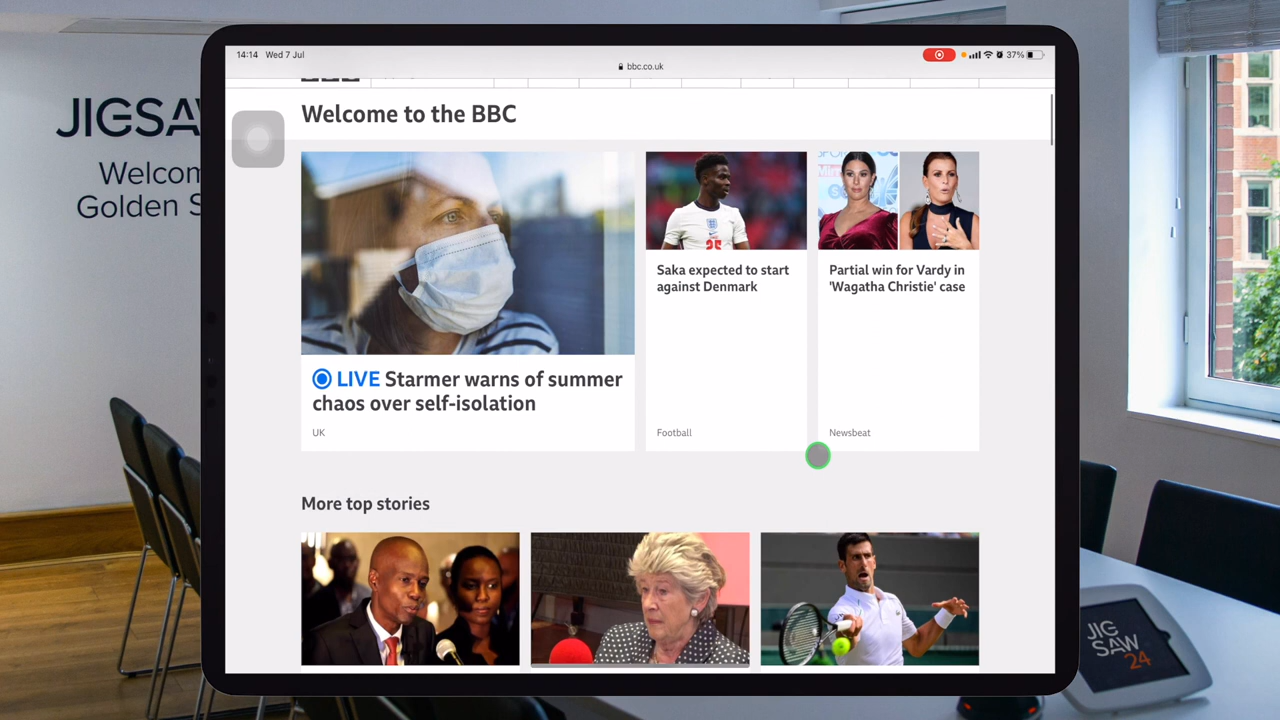 JIGSA
Welcom
Golden S
14:14 Wed 7 Jul
37%
bbc.co.uk
Welcome to the BBC
25
LIVE Starmer warns of summer
chaos over self-isolation
UK
Saka expected to start
against Denmark
Football
Partial win for Vardy in
'Wagatha Christie' case
Newsbeat
More top stories
JIG
SAW
24